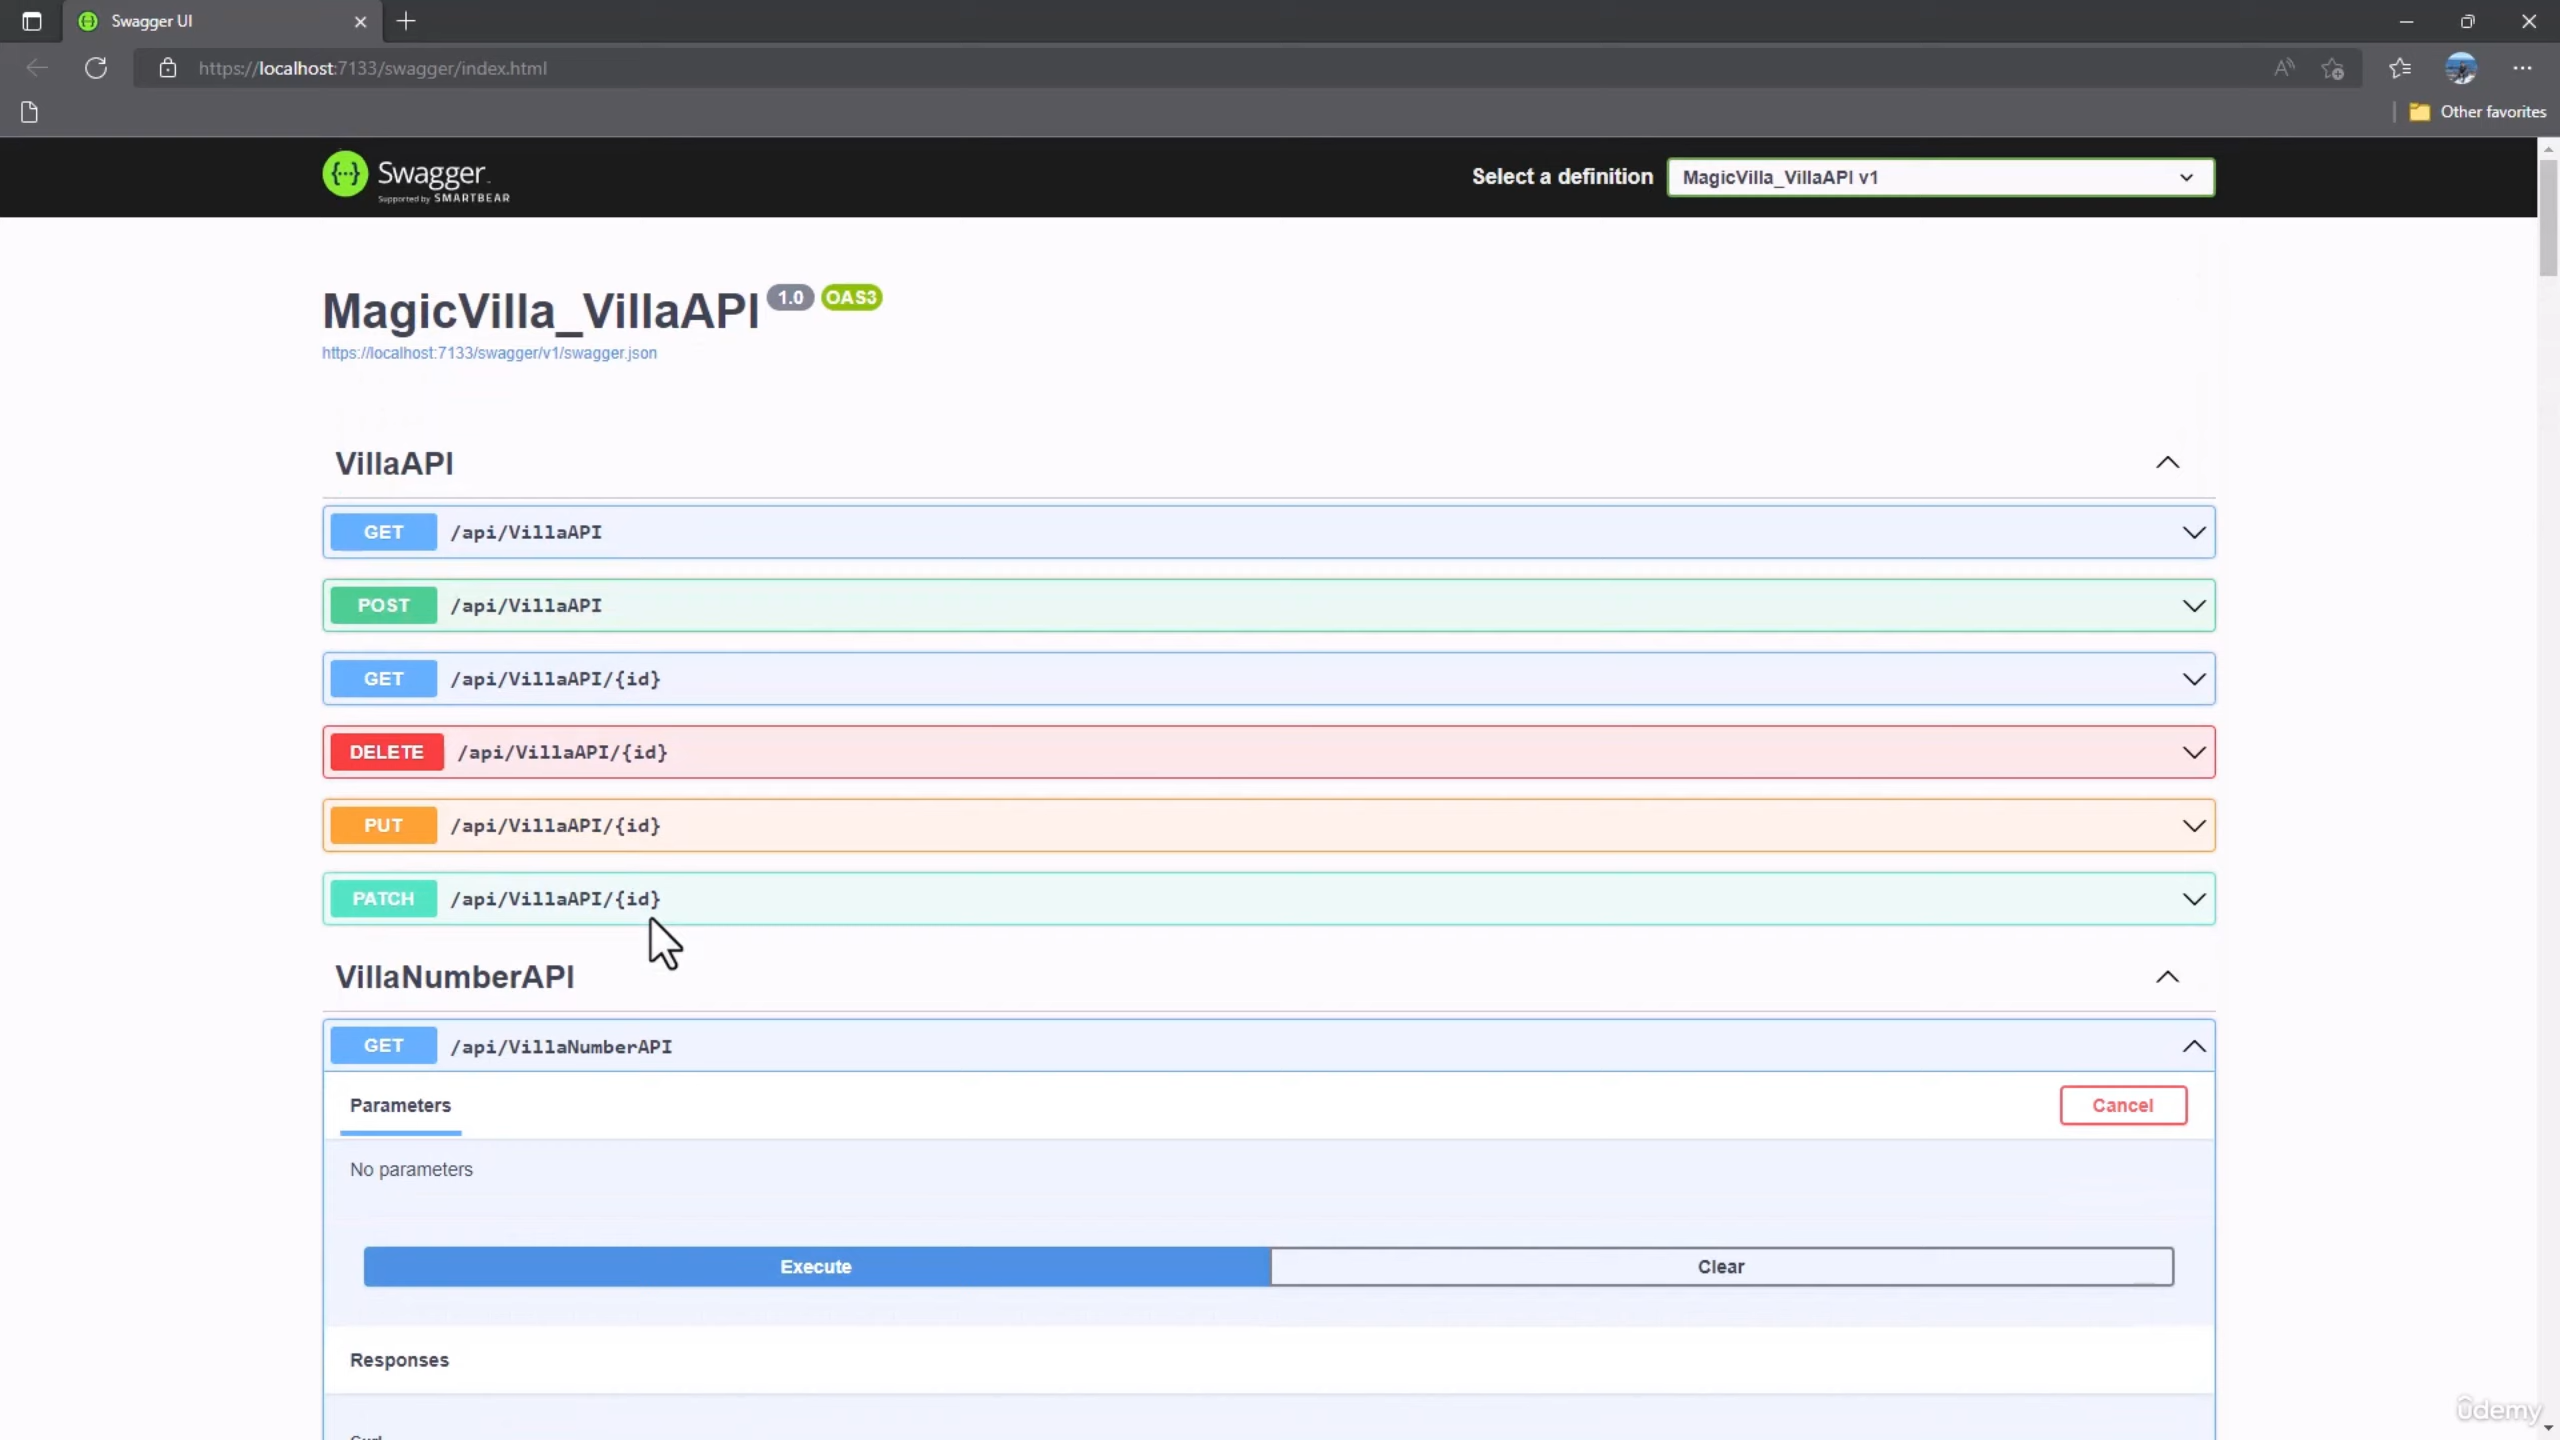 Swagger UI
https://localhost:7133/swagger/index.html
Other favorites
Swagger
Supported by SMARTBEAR
Select a definition
MagicVilla_VillaAPI v1
MagicVilla_VillaAPI 1.0 OAS3
https://localhost:7133/swagger/v1/swagger.json
VillaAPI
GET /api/VillaAPI
POST /api/VillaAPI
GET /api/VillaAPI/{id}
DELETE /api/VillaAPI/{id}
PUT /api/VillaAPI/{id}
PATCH /api/VillaAPI/{id}
VillaNumberAPI
GET /api/VillaNumberAPI
Parameters
Cancel
No parameters
Execute
Clear
Responses
ûdemy